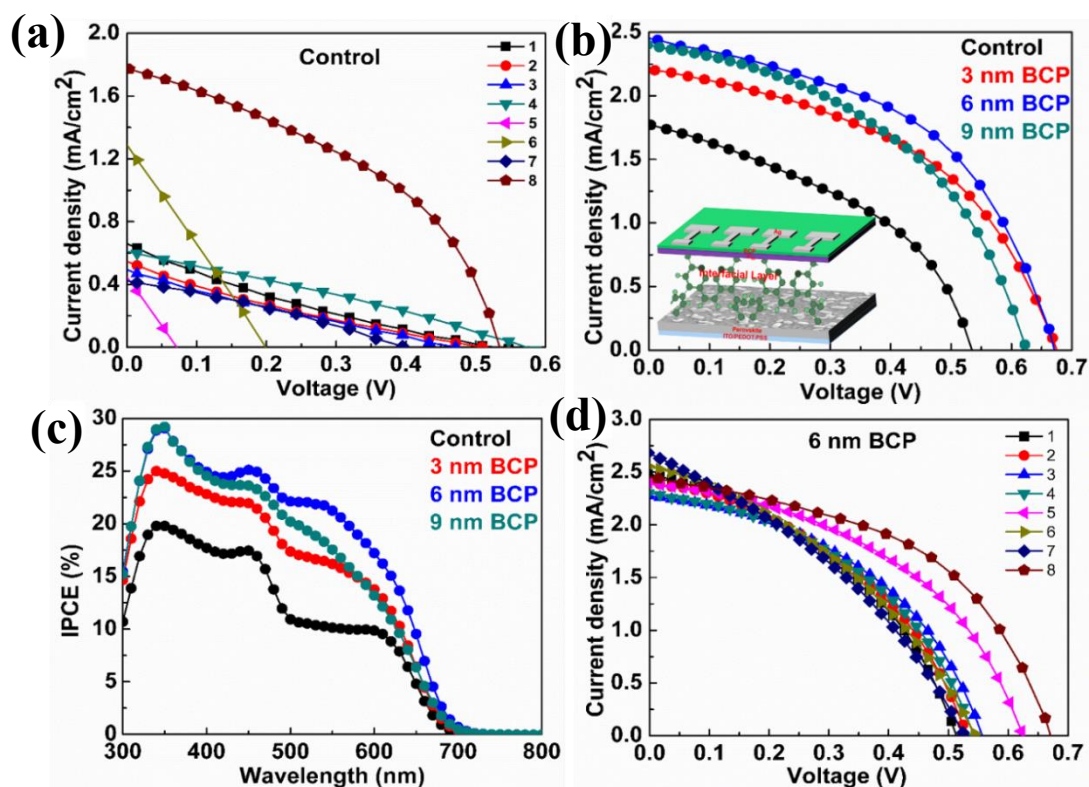 (a)
Control
1
2
3
4
5
6
7
8
2.0
1.6
1.2
0.8
0.4
0.0
Current density (mA/cm2)
0.0 0.1 0.2 0.3 0.4 0.5 0.6
Voltage (V)
(b)
Control
3 nm BCP
6 nm BCP
9 nm BCP
2.5
2.0
1.5
1.0
0.5
0.0
Current density (mA/cm2)
Ag
Interfacial Layer
Perovskite
ITO/PEDOT:PSS
0.0 0.1 0.2 0.3 0.4 0.5 0.6 0.7
Voltage (V)
(c)
Control
3 nm BCP
6 nm BCP
9 nm BCP
30
25
20
15
10
5
0
IPCE (%)
300 400 500 600 700 800
Wavelength (nm)
(d)
6 nm BCP
1
2
3
4
5
6
7
8
3.0
2.5
2.0
1.5
1.0
0.5
0.0
Current density (mA/cm2)
0.0 0.1 0.2 0.3 0.4 0.5 0.6 0.7
Voltage (V)